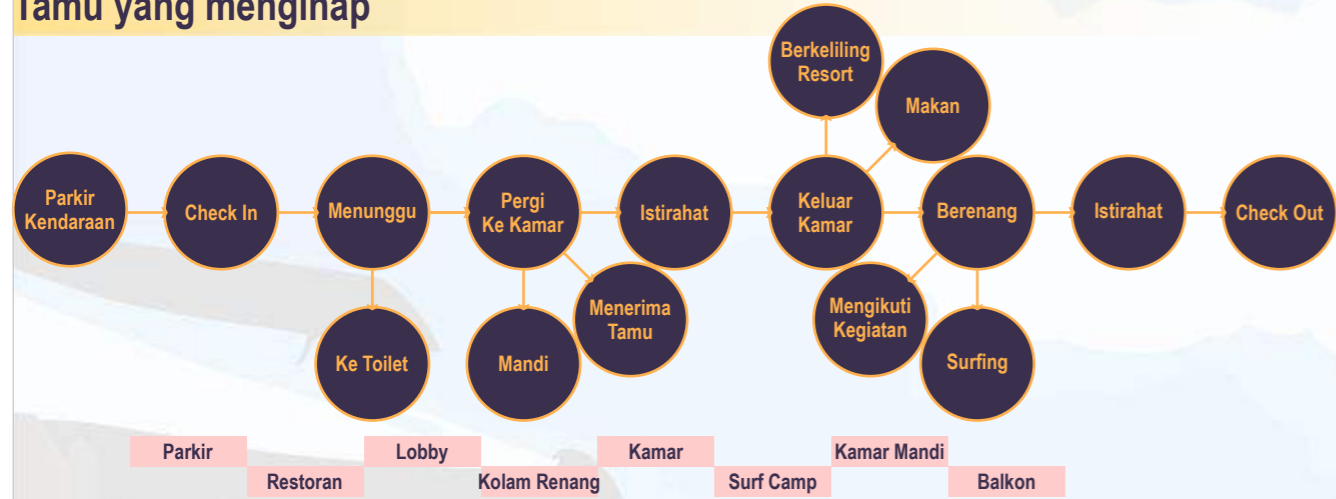 Tamu yang menginap
Berkeliling
Resort
Makan
Parkir
Kendaraan
Check In
Menunggu
Pergi
Ke Kamar
Istirahat
Keluar
Kamar
Berenang
Istirahat
Check Out
Ke Toilet
Mandi
Menerima
Tamu
Mengikuti
Kegiatan
Surfing
Parkir
Lobby
Kamar
Kamar Mandi
Restoran
Kolam Renang
Surf Camp
Balkon